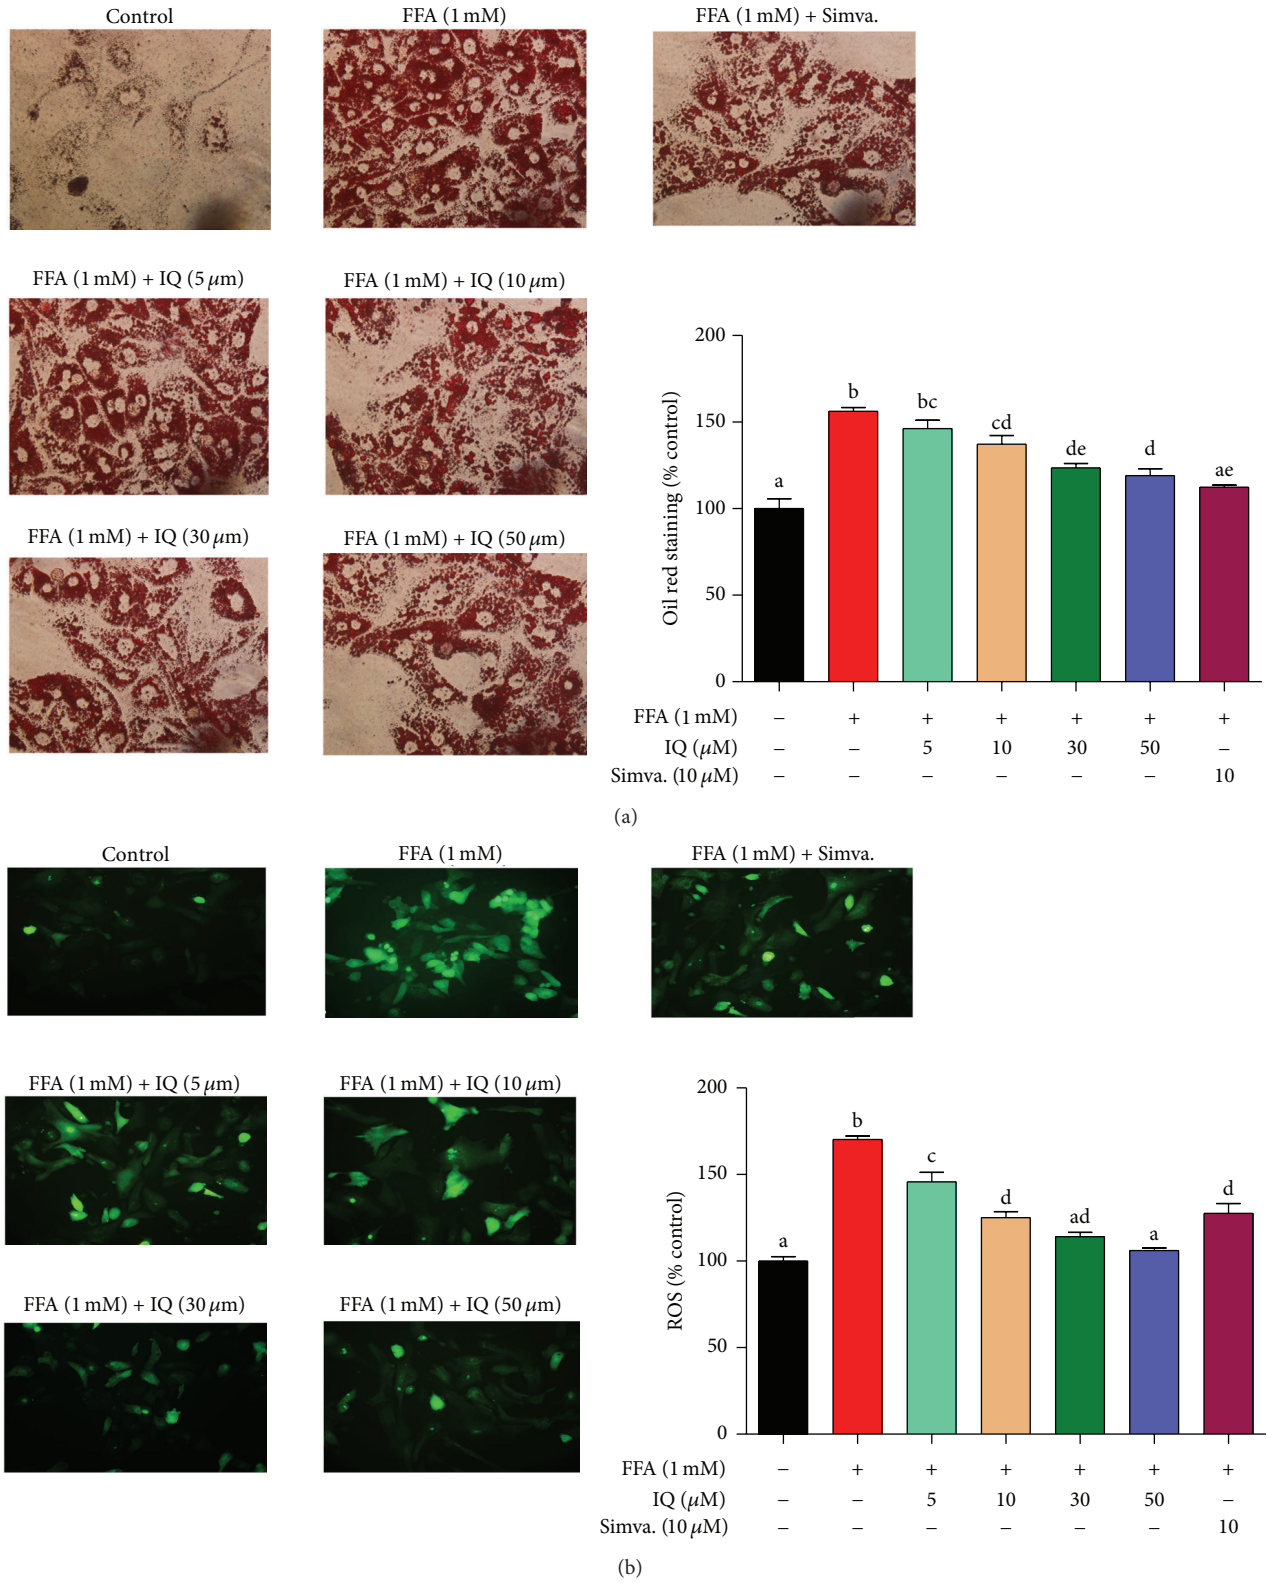 Control
FFA (1 mM)
FFA (1 mM) + Simva.
FFA (1 mM) + IQ (5 μm)
FFA (1 mM) + IQ (10 μm)
FFA (1 mM) + IQ (30 μm)
FFA (1 mM) + IQ (50 μm)
Oil red staining (% control)
200
150
100
50
0
a
b
bc
cd
de
d
ae
FFA (1 mM) − + + + + + +
IQ (μM) − − 5 10 30 50 −
Simva. (10 μM) − − − − − − 10
(a)
Control
FFA (1 mM)
FFA (1 mM) + Simva.
FFA (1 mM) + IQ (5 μm)
FFA (1 mM) + IQ (10 μm)
FFA (1 mM) + IQ (30 μm)
FFA (1 mM) + IQ (50 μm)
ROS (% control)
200
150
100
50
0
a
b
c
d
ad
a
d
FFA (1 mM) − + + + + + +
IQ (μM) − − 5 10 30 50 −
Simva. (10 μM) − − − − − − 10
(b)